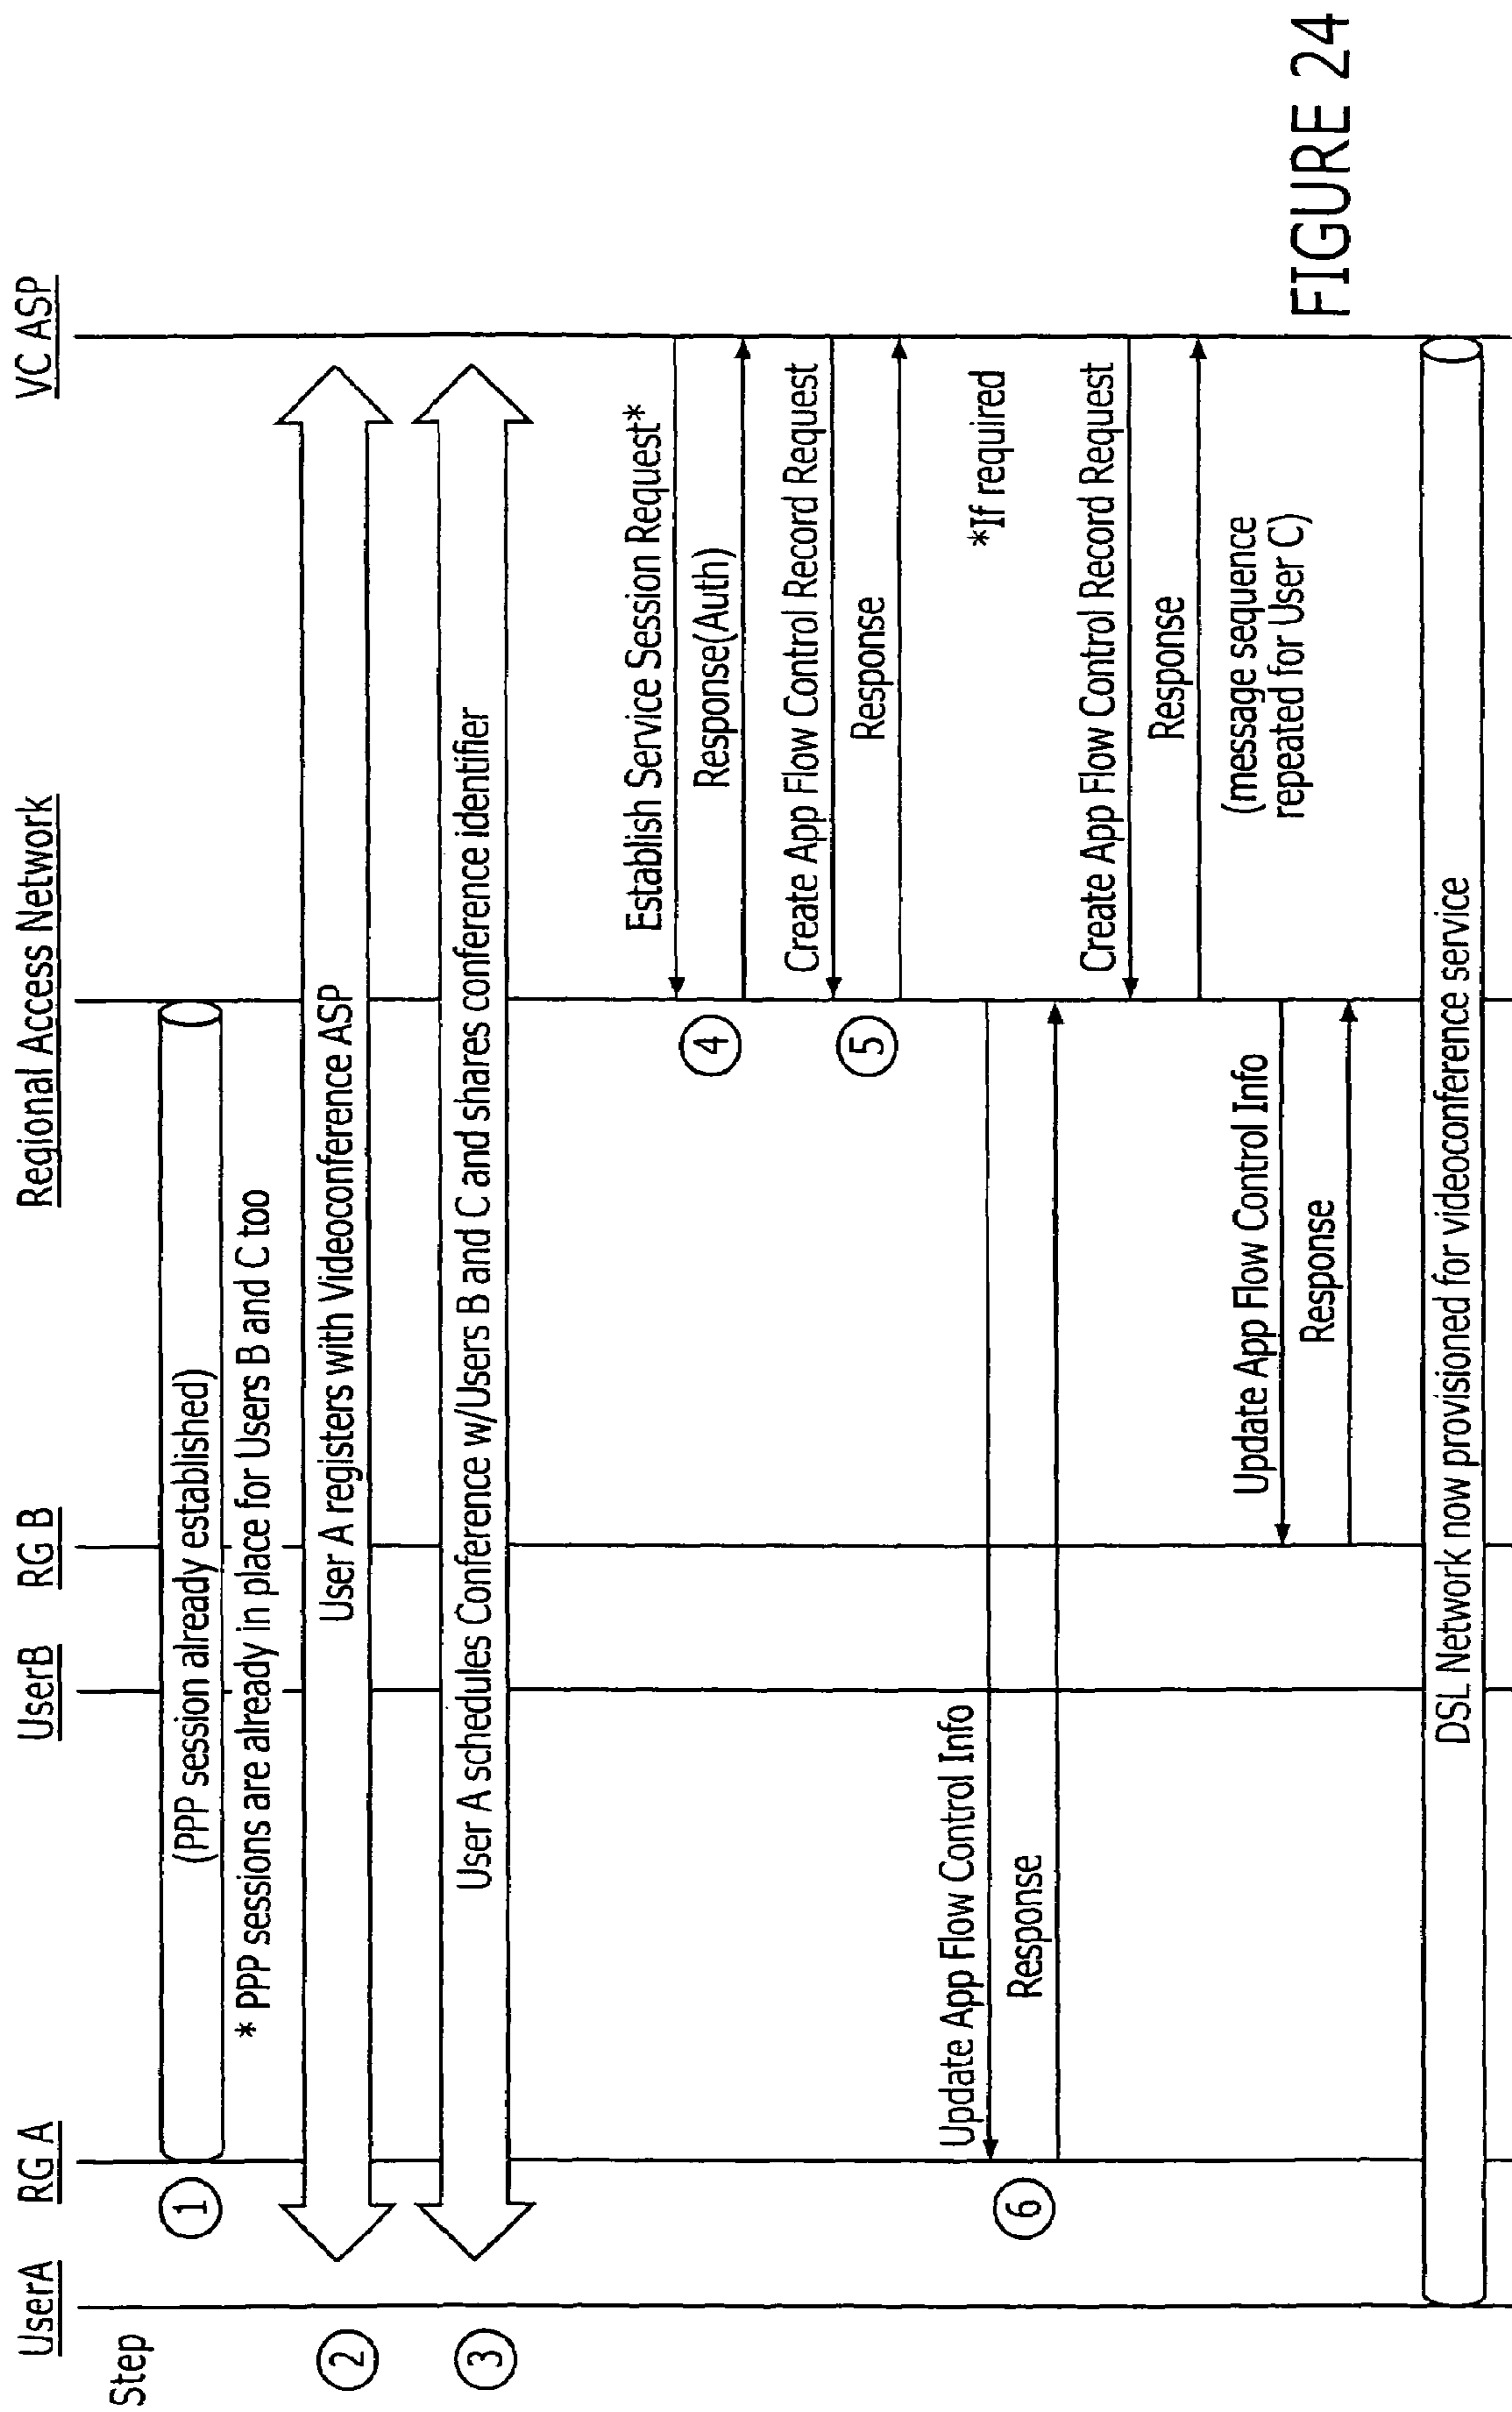 UserA
RG A
UserB
RG B
Regional Access Network
VC ASP
Step
1
(PPP session already established)
* PPP sessions are already in place for Users B and C too
2
User A registers with Videoconference ASP
3
User A schedules Conference w/Users B and C and shares conference identifier
Establish Service Session Request*
4
Response(Auth)
Create App Flow Control Record Request
5
Response
Update App Flow Control Info
*If required
6
Response
Create App Flow Control Record Request
Response
Update App Flow Control Info
(message sequence
repeated for User C)
Response
DSL Network now provisioned for videoconference service
FIGURE 24